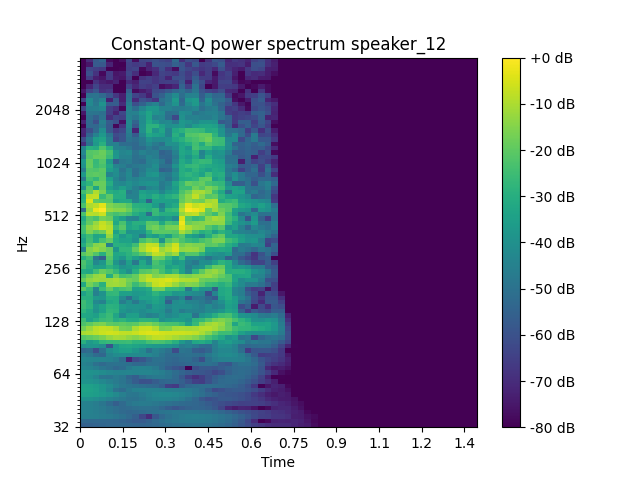 Constant-Q power spectrum speaker_12
+0 dB
-10 dB
-20 dB
-30 dB
-40 dB
-50 dB
-60 dB
-70 dB
-80 dB
Hz
2048
1024
512
256
128
64
32
0 0.15 0.3 0.45 0.6 0.75 0.9 1.1 1.2 1.4
Time